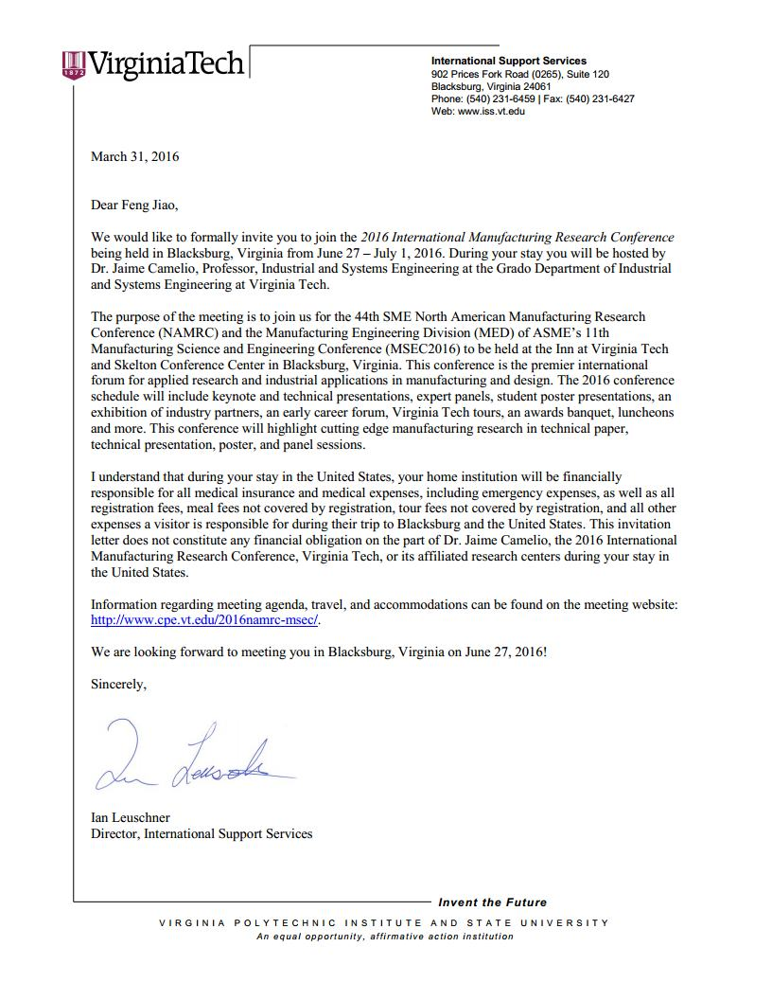 VirginiaTech
1872
International Support Services
902 Prices Fork Road (0265), Suite 120
Blacksburg, Virginia 24061
Phone: (540) 231-6459 | Fax: (540) 231-6427
Web: www.iss.vt.edu
March 31, 2016
Dear Feng Jiao,
We would like to formally invite you to join the 2016 International Manufacturing Research Conference
being held in Blacksburg, Virginia from June 27 – July 1, 2016. During your stay you will be hosted by
Dr. Jaime Camelio, Professor, Industrial and Systems Engineering at the Grado Department of Industrial
and Systems Engineering at Virginia Tech.
The purpose of the meeting is to join us for the 44th SME North American Manufacturing Research
Conference (NAMRC) and the Manufacturing Engineering Division (MED) of ASME's 11th
Manufacturing Science and Engineering Conference (MSEC2016) to be held at the Inn at Virginia Tech
and Skelton Conference Center in Blacksburg, Virginia. This conference is the premier international
forum for applied research and industrial applications in manufacturing and design. The 2016 conference
schedule will include keynote and technical presentations, expert panels, student poster presentations, an
exhibition of industry partners, an early career forum, Virginia Tech tours, an awards banquet, luncheons
and more. This conference will highlight cutting edge manufacturing research in technical paper,
technical presentation, poster, and panel sessions.
I understand that during your stay in the United States, your home institution will be financially
responsible for all medical insurance and medical expenses, including emergency expenses, as well as all
registration fees, meal fees not covered by registration, tour fees not covered by registration, and all other
expenses a visitor is responsible for during their trip to Blacksburg and the United States. This invitation
letter does not constitute any financial obligation on the part of Dr. Jaime Camelio, the 2016 International
Manufacturing Research Conference, Virginia Tech, or its affiliated research centers during your stay in
the United States.
Information regarding meeting agenda, travel, and accommodations can be found on the meeting website:
http://www.cpe.vt.edu/2016namrc-msec/.
We are looking forward to meeting you in Blacksburg, Virginia on June 27, 2016!
Sincerely,
Ian Leuschner
Director, International Support Services
Invent the Future
VIRGINIA POLYTECHNIC INSTITUTE AND STATE UNIVERSITY
An equal opportunity, affirmative action institution